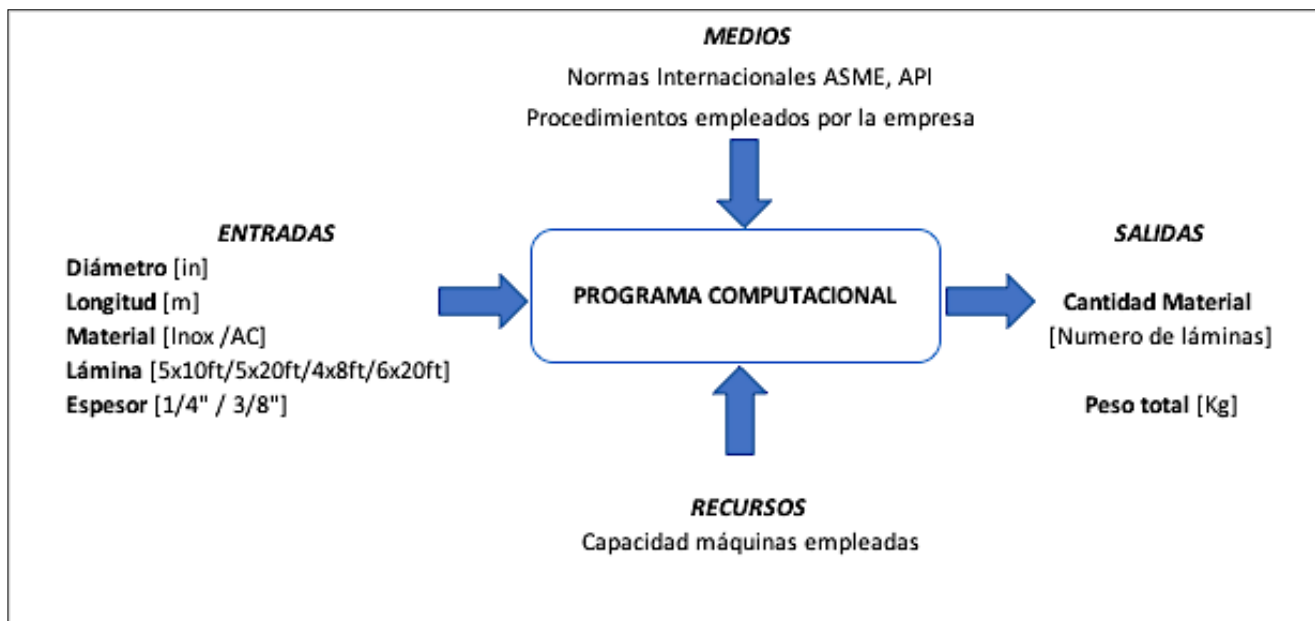 MEDIOS
Normas Internacionales ASME, API
Procedimientos empleados por la empresa
ENTRADAS
Diámetro [in]
Longitud [m]
Material [Inox /AC]
Lámina [5x10ft/5x20ft/4x8ft/6x20ft]
Espesor [1/4" / 3/8"]
PROGRAMA COMPUTACIONAL
SALIDAS
Cantidad Material
[Numero de láminas]
Peso total [Kg]
RECURSOS
Capacidad máquinas empleadas